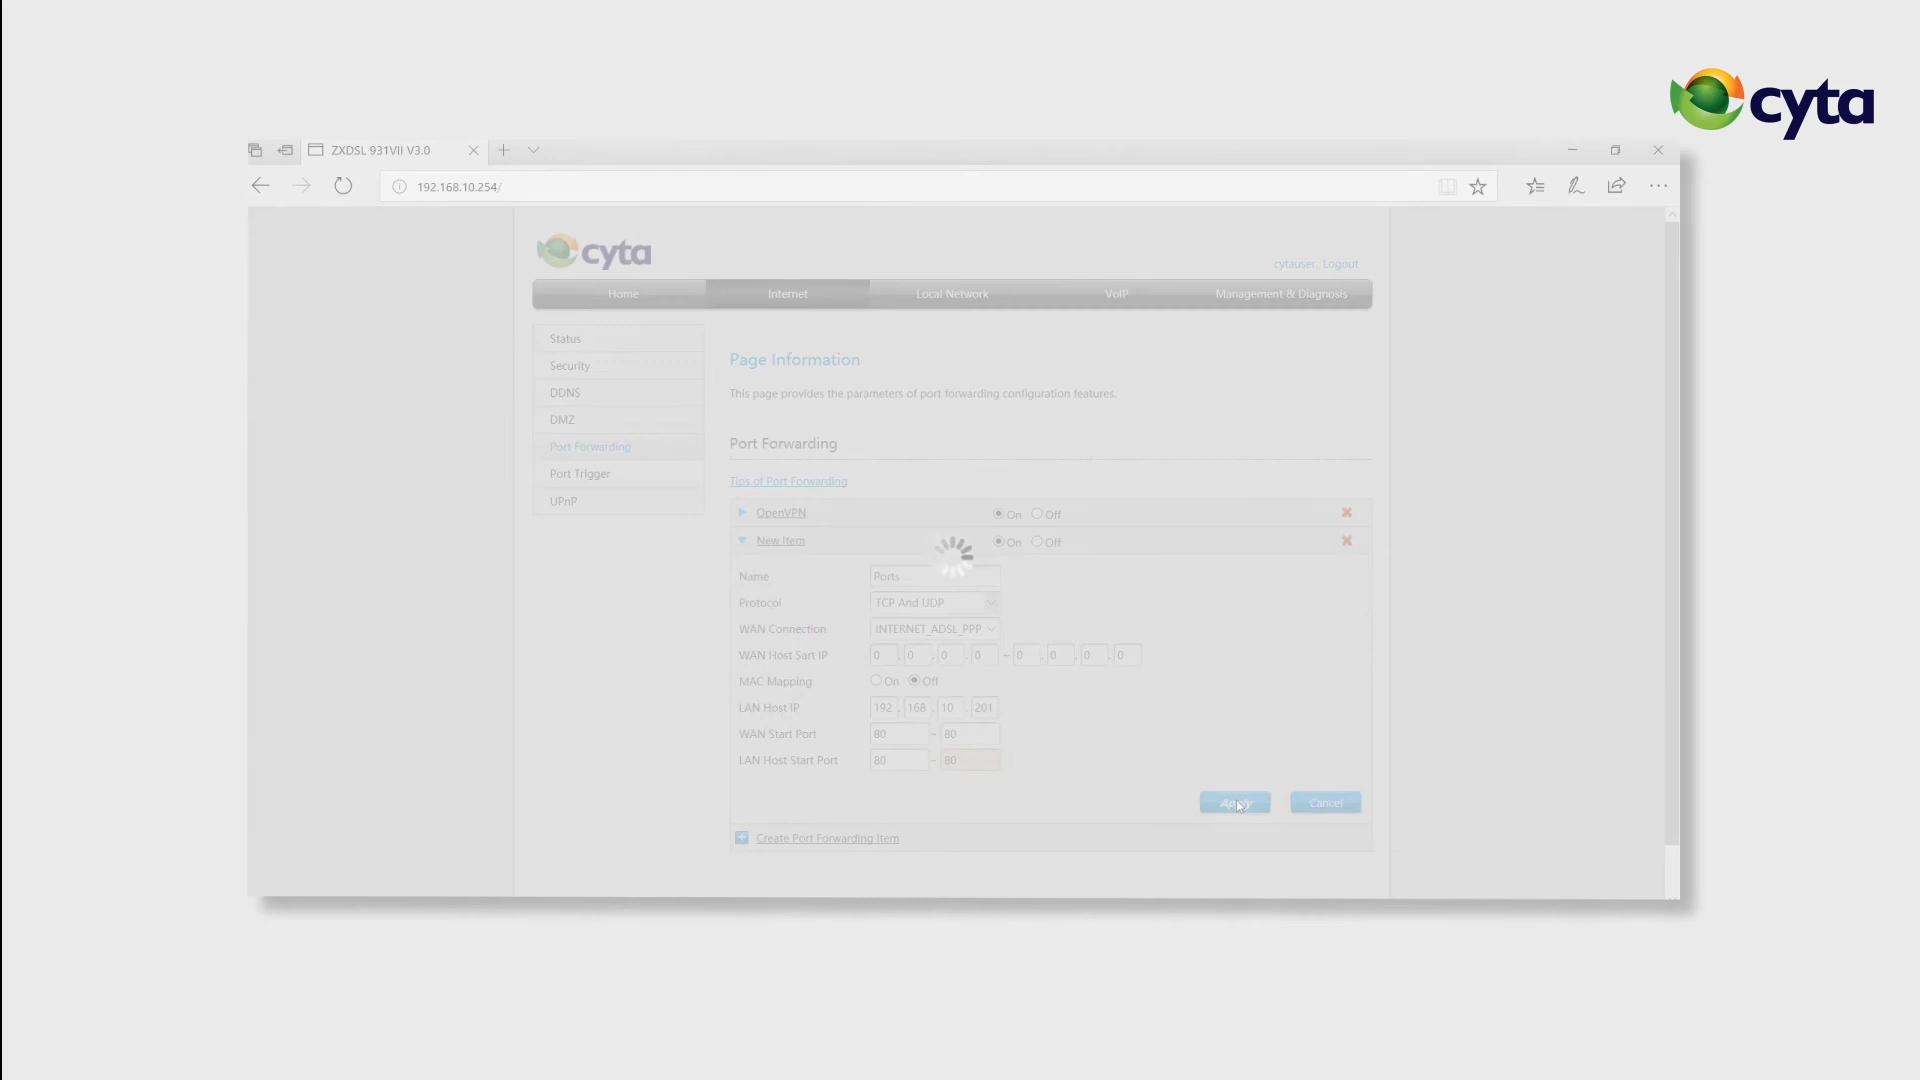 cyta
ZXDSL 931VII V3.0
192.168.10.254/
cyta
cytauser Logout
Home Internet Local Network VoIP Management & Diagnosis
Status
Security
DDNS
DMZ
Port Forwarding
Port Trigger
UPnP
Page Information
This page provides the parameters of port forwarding configuration features.
Port Forwarding
Tips of Port Forwarding
OpenVPN On Off
New Item On Off
Name Ports
Protocol TCP And UDP
WAN Connection INTERNET_ADSL_PPP
WAN Host Sart IP 0 . 0 . 0 . 0 ~ 0 . 0 . 0 . 0
MAC Mapping On Off
LAN Host IP 192 . 168 . 10 . 201
WAN Start Port 80 ~ 80
LAN Host Start Port 80 ~ 80
Apply Cancel
Create Port Forwarding Item